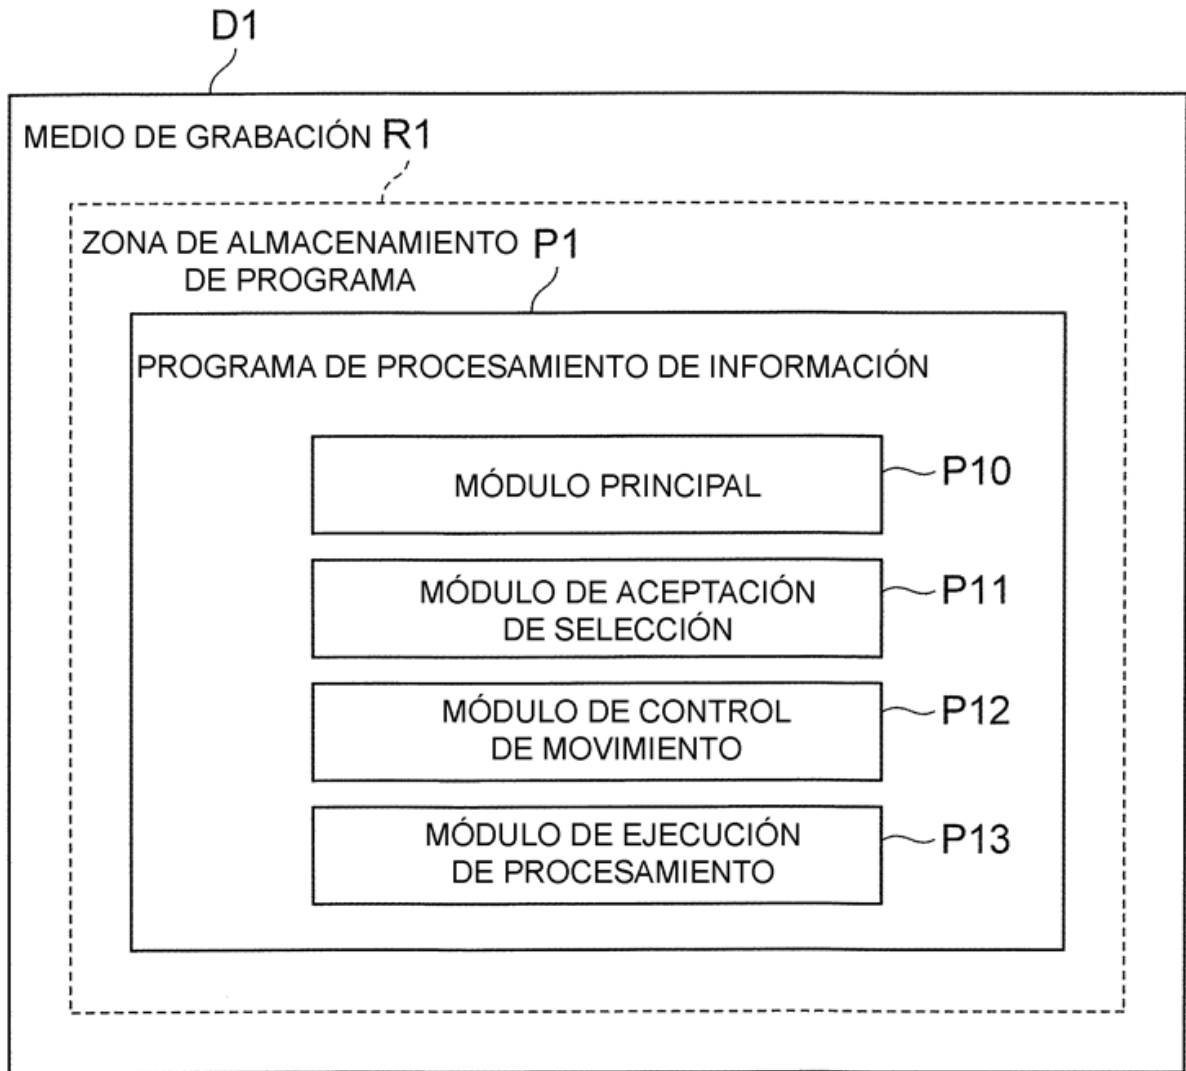 D1
MEDIO DE GRABACIÓN R1
ZONA DE ALMACENAMIENTO P1
DE PROGRAMA
PROGRAMA DE PROCESAMIENTO DE INFORMACIÓN
MÓDULO PRINCIPAL P10
MÓDULO DE ACEPTACIÓN P11
DE SELECCIÓN
MÓDULO DE CONTROL P12
DE MOVIMIENTO
MÓDULO DE EJECUCIÓN P13
DE PROCESAMIENTO